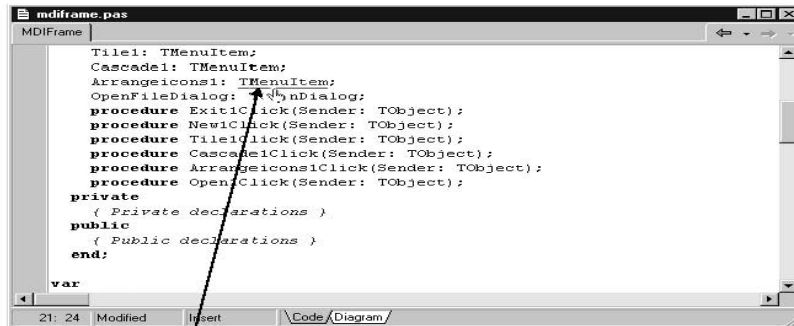 mdiframe.pas
MDIFrame
Tile1: TMenuItem;
Cascade1: TMenuItem;
Arrangeicons1: TMenuItem;
OpenFileDialog: nDialog;
procedure Exit1Click(Sender: TObject);
procedure New1Click(Sender: TObject);
procedure Tile1Click(Sender: TObject);
procedure Cascade1Click(Sender: TObject);
procedure Arrangeicons1Click(Sender: TObject);
procedure Open1Click(Sender: TObject);
private
{ Private declarations }
public
{ Public declarations }
end;
var
21: 24 Modified Insert Code Diagram